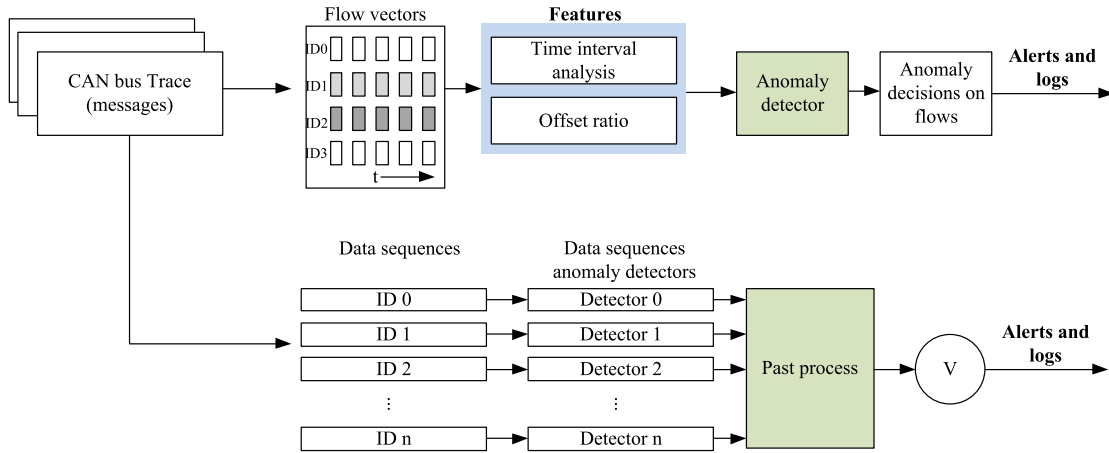 Flow vectors
Features
ID0
ID1
ID2
ID3
t
CAN bus Trace
(messages)
Time interval
analysis
Offset ratio
Anomaly
detector
Anomaly
decisions on
flows
Alerts and
logs
Data sequences
Data sequences
anomaly detectors
ID 0
Detector 0
ID 1
Detector 1
ID 2
Detector 2
...
...
ID n
Detector n
Past process
V
Alerts and
logs